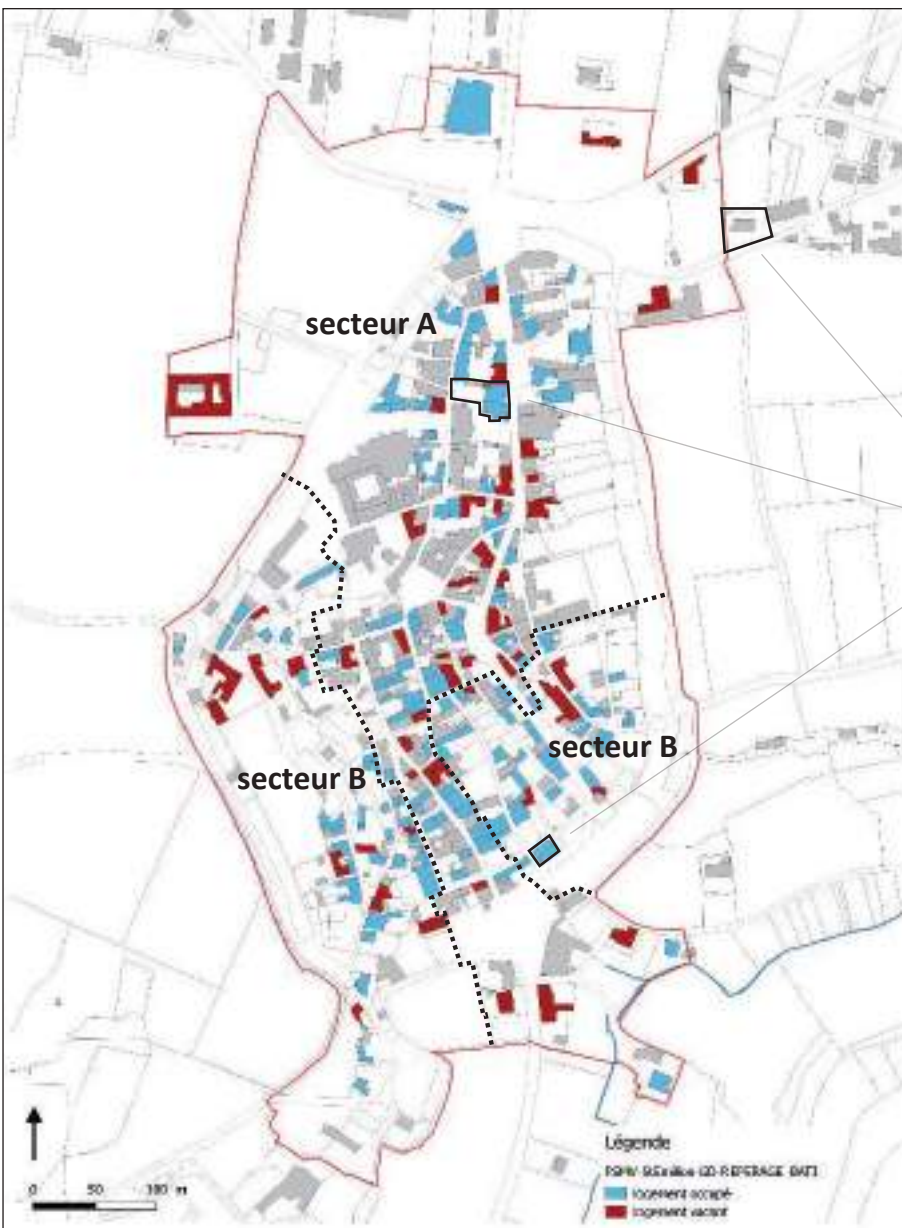 secteur A
secteur B
secteur B
Légende
logement occupé
logement vacant
0 50 100 m